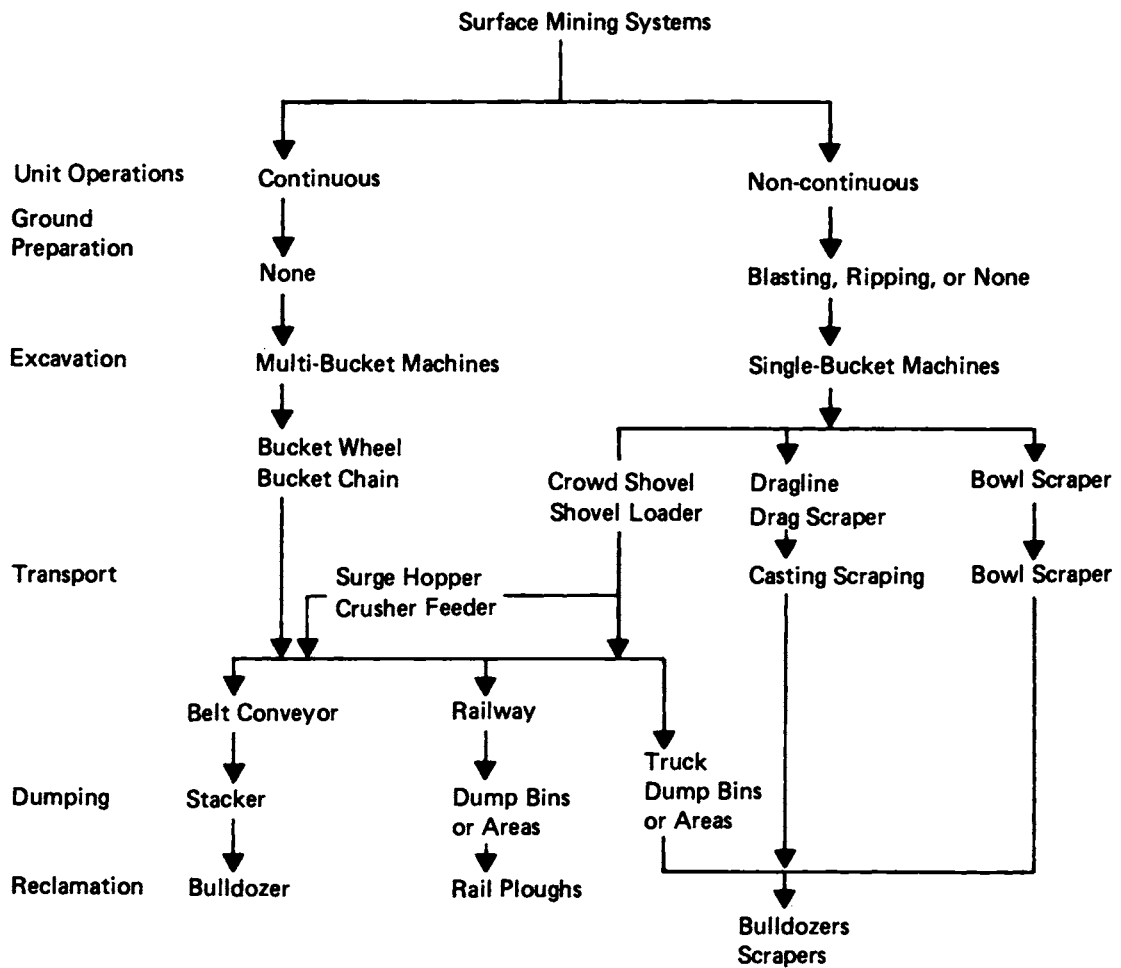 Surface Mining Systems
Unit Operations
Continuous
Non-continuous
Ground
Preparation
None
Blasting, Ripping, or None
Excavation
Multi-Bucket Machines
Single-Bucket Machines
Bucket Wheel
Bucket Chain
Crowd Shovel
Shovel Loader
Dragline
Drag Scraper
Bowl Scraper
Transport
Surge Hopper
Crusher Feeder
Casting Scraping
Bowl Scraper
Belt Conveyor
Railway
Truck
Dump Bins
or Areas
Dumping
Stacker
Dump Bins
or Areas
Reclamation
Bulldozer
Rail Ploughs
Bulldozers
Scrapers